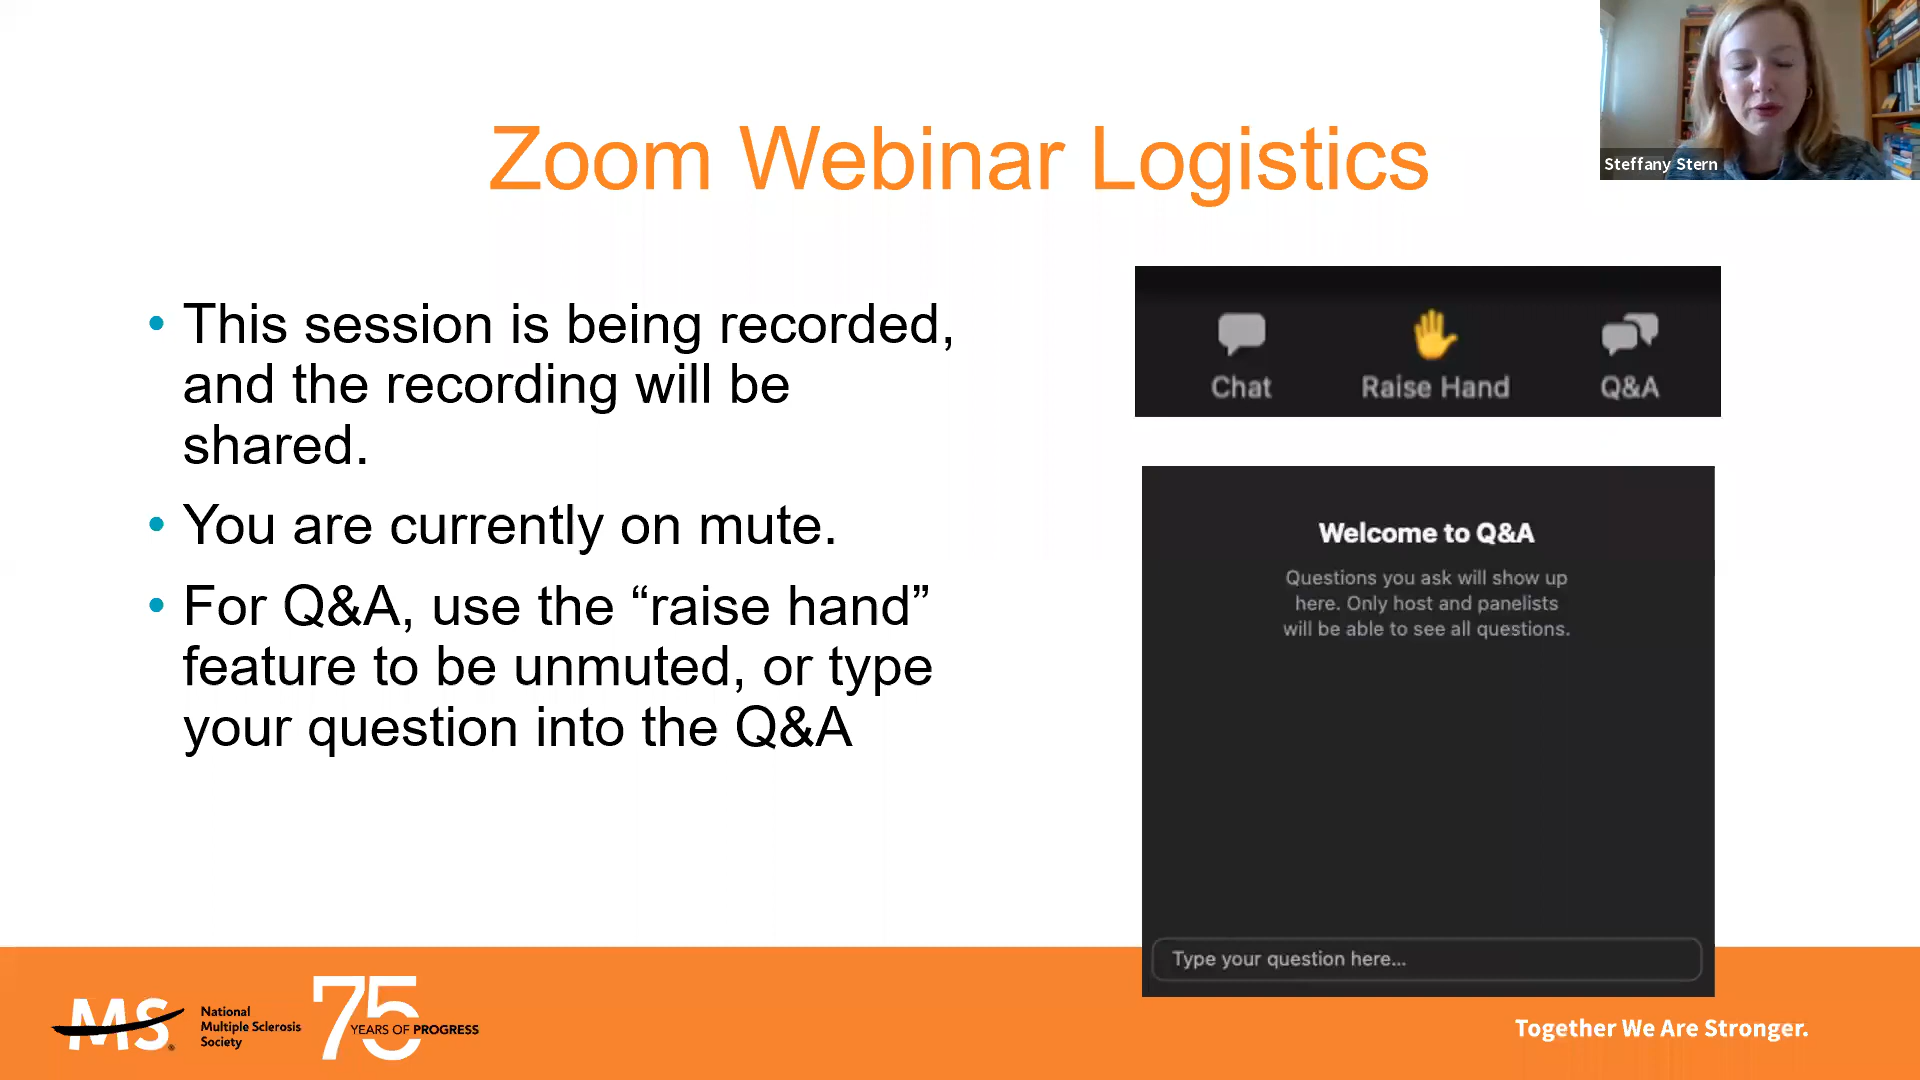 Zoom Webinar Logistics
Steffany Stern
• This session is being recorded,
and the recording will be
shared.
• You are currently on mute.
• For Q&A, use the “raise hand”
feature to be unmuted, or type
your question into the Q&A
Chat
Raise Hand
Q&A
Welcome to Q&A
Questions you ask will show up
here. Only host and panelists
will be able to see all questions.
Type your question here...
MS®
National
Multiple Sclerosis
Society
75
YEARS OF PROGRESS
Together We Are Stronger.